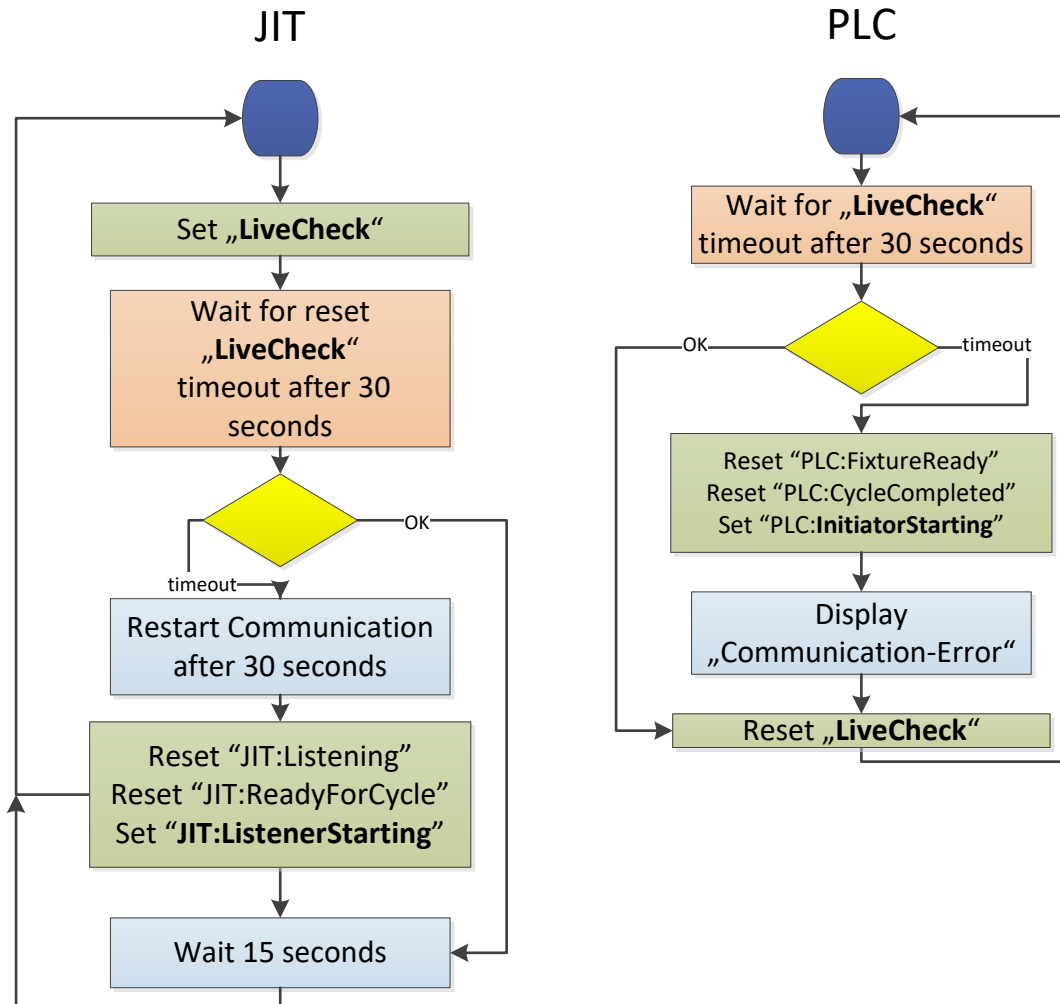 JIT
Set „LiveCheck“
Wait for reset
„LiveCheck“
timeout after 30
seconds
OK
timeout
Restart Communication
after 30 seconds
Reset “JIT:Listening”
Reset “JIT:ReadyForCycle”
Set “JIT:ListenerStarting”
Wait 15 seconds
PLC
Wait for „LiveCheck“
timeout after 30 seconds
OK
timeout
Reset “PLC:FixtureReady”
Reset “PLC:CycleCompleted”
Set “PLC:InitiatorStarting”
Display
„Communication-Error“
Reset „LiveCheck“